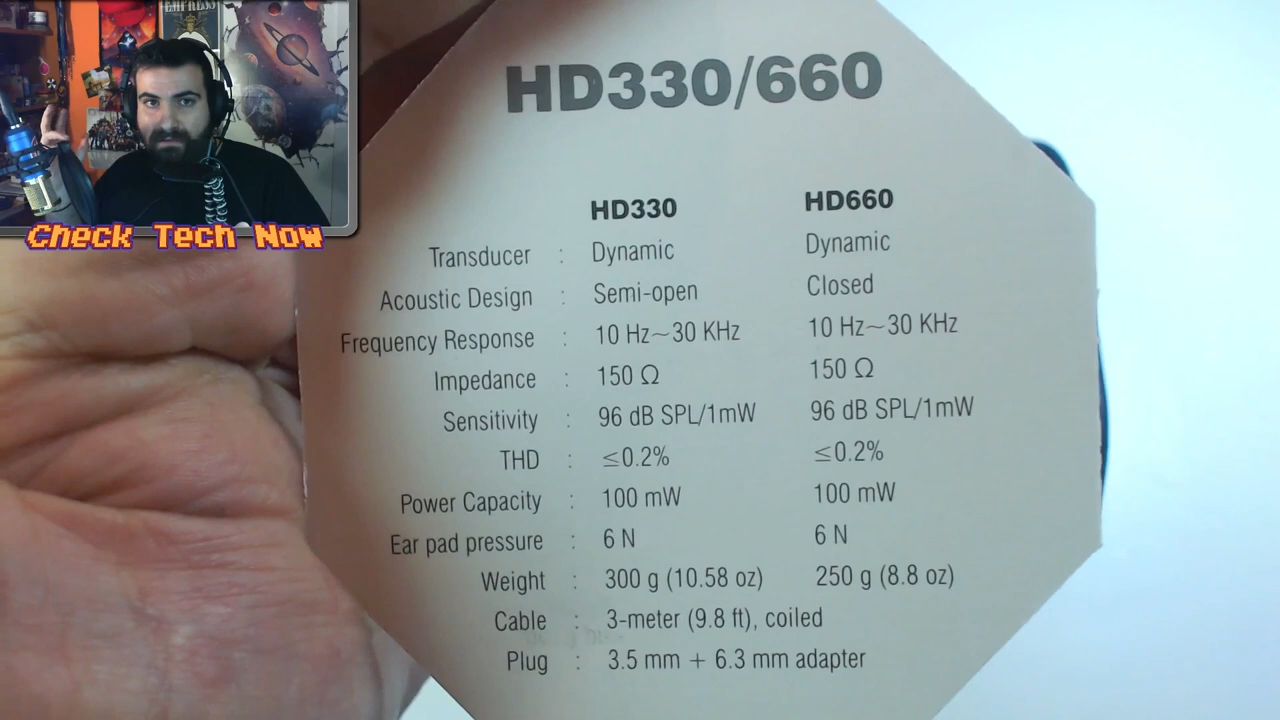 EMPRESS
Check Tech Now
HD330/660
HD330 HD660
Transducer : Dynamic Dynamic
Acoustic Design : Semi-open Closed
Frequency Response : 10 Hz~30 KHz 10 Hz~30 KHz
Impedance : 150 Ω 150 Ω
Sensitivity : 96 dB SPL/1mW 96 dB SPL/1mW
THD : ≤0.2% ≤0.2%
Power Capacity : 100 mW 100 mW
Ear pad pressure : 6 N 6 N
Weight : 300 g (10.58 oz) 250 g (8.8 oz)
Cable : 3-meter (9.8 ft), coiled
Plug : 3.5 mm + 6.3 mm adapter